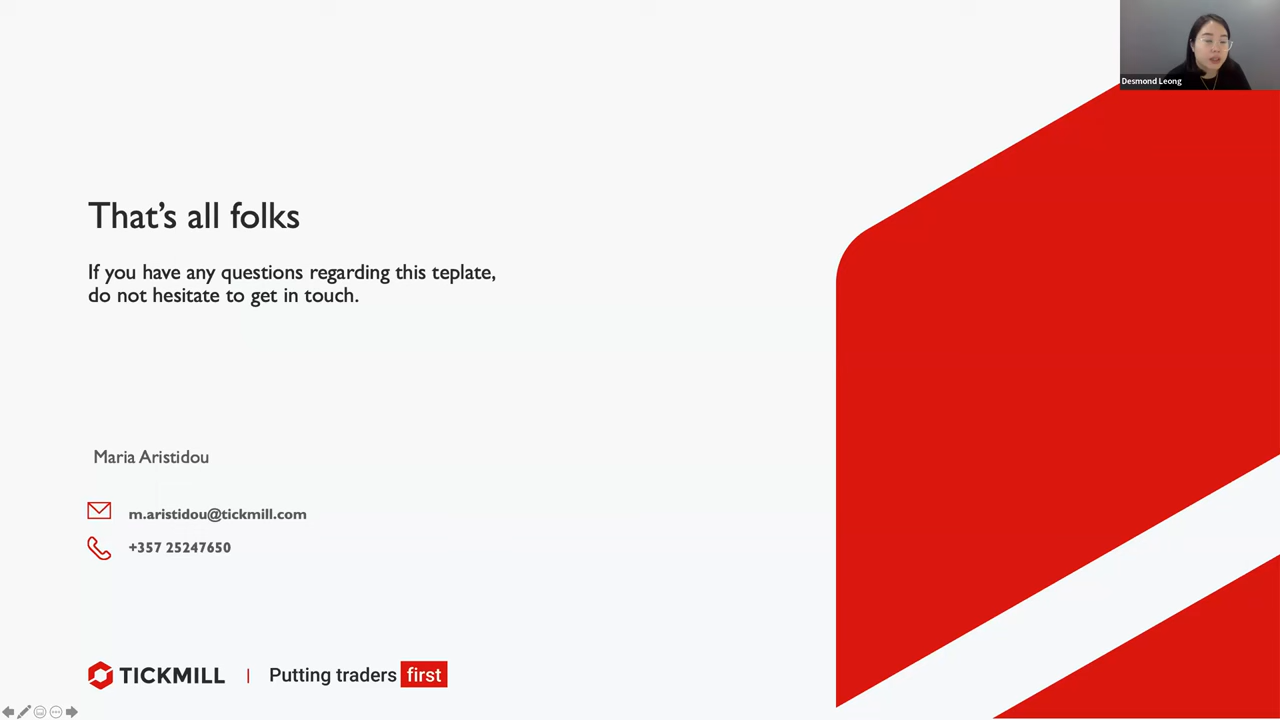 Desmond Leong
That's all folks
If you have any questions regarding this teplate,
do not hesitate to get in touch.
Maria Aristidou
m.aristidou@tickmill.com
+357 25247650
TICKMILL | Putting traders first